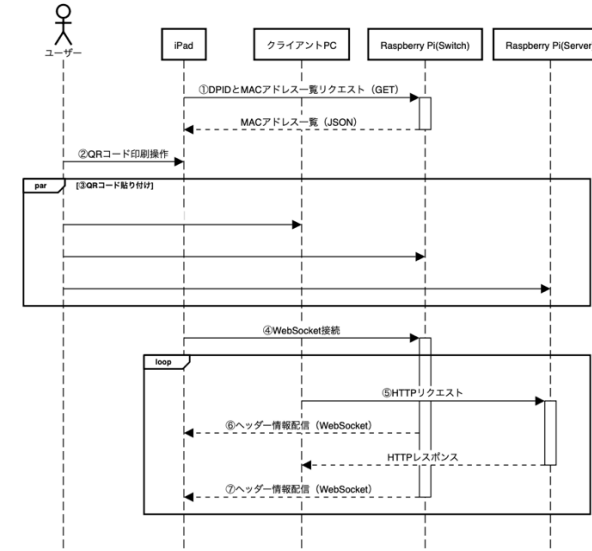 ユーザー
iPad
クライアントPC
Raspberry Pi(Switch)
Raspberry Pi(Server)
①DPIDとMACアドレス一覧リクエスト（GET）
MACアドレス一覧（JSON）
②QRコード印刷操作
par
[③QRコード貼り付け]
④WebSocket接続
loop
⑤HTTPリクエスト
⑥ヘッダー情報配信（WebSocket）
HTTPレスポンス
⑦ヘッダー情報配信（WebSocket）